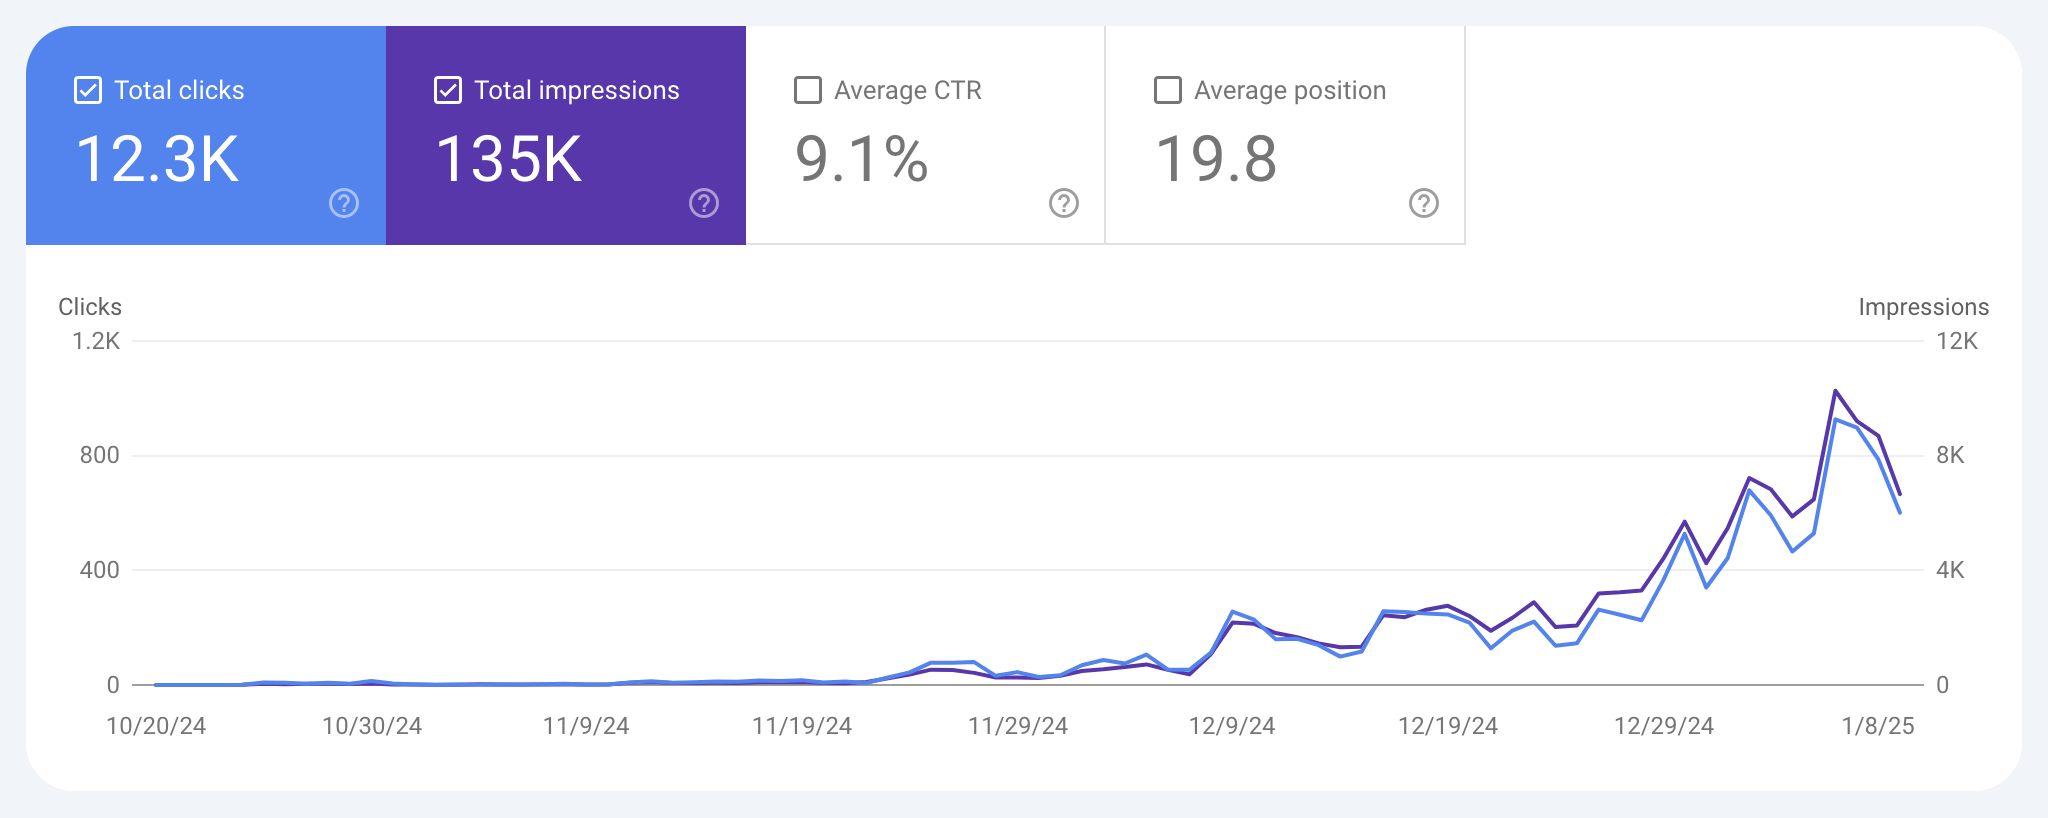 Total clicks
12.3K
Total impressions
135K
Average CTR
9.1%
Average position
19.8
Clicks
Impressions
1.2K
12K
800
8K
400
4K
0
0
10/20/24 10/30/24 11/9/24 11/19/24 11/29/24 12/9/24 12/19/24 12/29/24 1/8/25